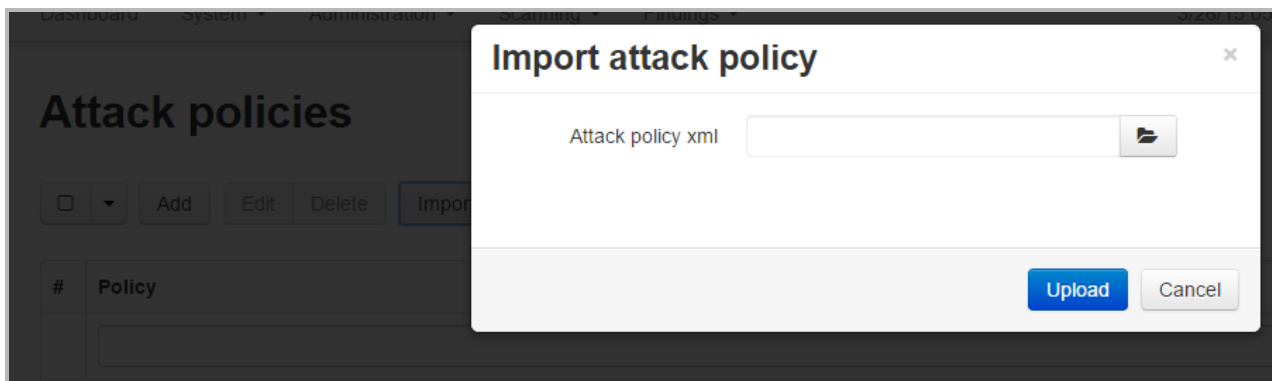 Dashboard System Administration Scanning Findings
Import attack policy ×
Attack policies
Attack policy xml
Add Edit Delete
# Policy
Upload Cancel